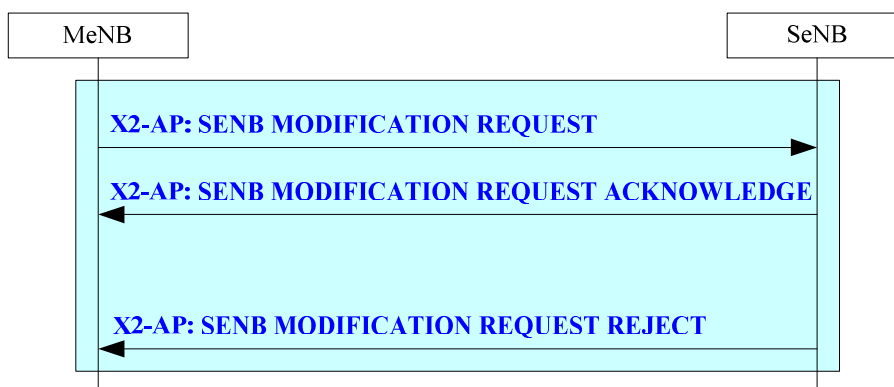 MeNB
SeNB
X2-AP: SENB MODIFICATION REQUEST
X2-AP: SENB MODIFICATION REQUEST ACKNOWLEDGE
X2-AP: SENB MODIFICATION REQUEST REJECT